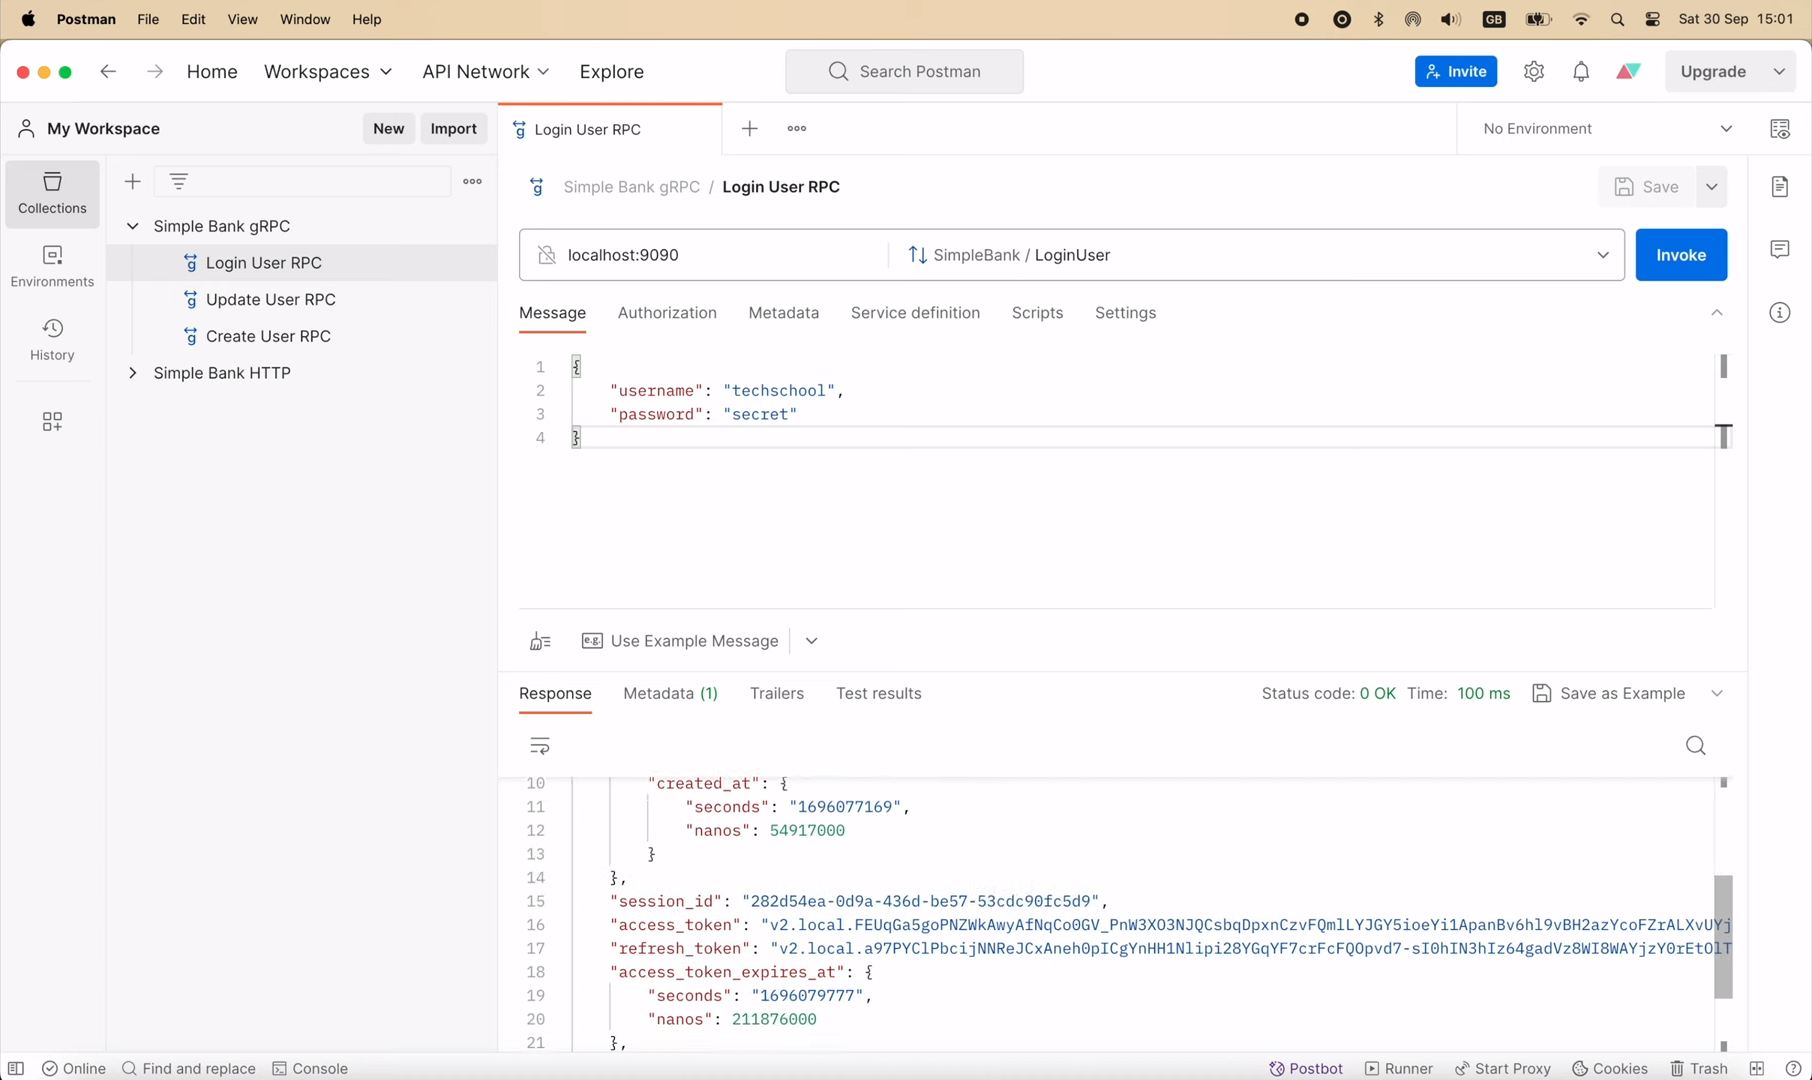 Postman File Edit View Window Help GB Sat 30 Sep 15:01
Home Workspaces API Network Explore Search Postman Invite Upgrade
My Workspace New Import Login User RPC No Environment
Collections
Environments
History
Simple Bank gRPC
Login User RPC
Update User RPC
Create User RPC
Simple Bank HTTP
Simple Bank gRPC / Login User RPC Save
localhost:9090 SimpleBank / LoginUser Invoke
Message Authorization Metadata Service definition Scripts Settings
1 {
2 "username": "techschool",
3 "password": "secret"
4 }
e.g. Use Example Message
Response Metadata (1) Trailers Test results Status code: 0 OK Time: 100 ms Save as Example
10 "created_at": {
11 "seconds": "1696077169",
12 "nanos": 54917000
13 }
14 },
15 "session_id": "282d54ea-0d9a-436d-be57-53cdc90fc5d9",
16 "access_token": "v2.local.FEUqGa5goPNZWkAwyAfNqCo0GV_PnW3XO3NJQCsbqDpxnCzvFQmlLYJGY5ioeYi1ApanBv6hl9vBH2azYcoFZrALXvUYj
17 "refresh_token": "v2.local.a97PYClPbcijNNReJCxAneh0pICgYnHH1Nlipi28YGqYF7crFcFQOpvd7-sI0hIN3hIz64gadVz8WI8WAYjzY0rEtOlT
18 "access_token_expires_at": {
19 "seconds": "1696079777",
20 "nanos": 211876000
21 },
Online Find and replace Console Postbot Runner Start Proxy Cookies Trash